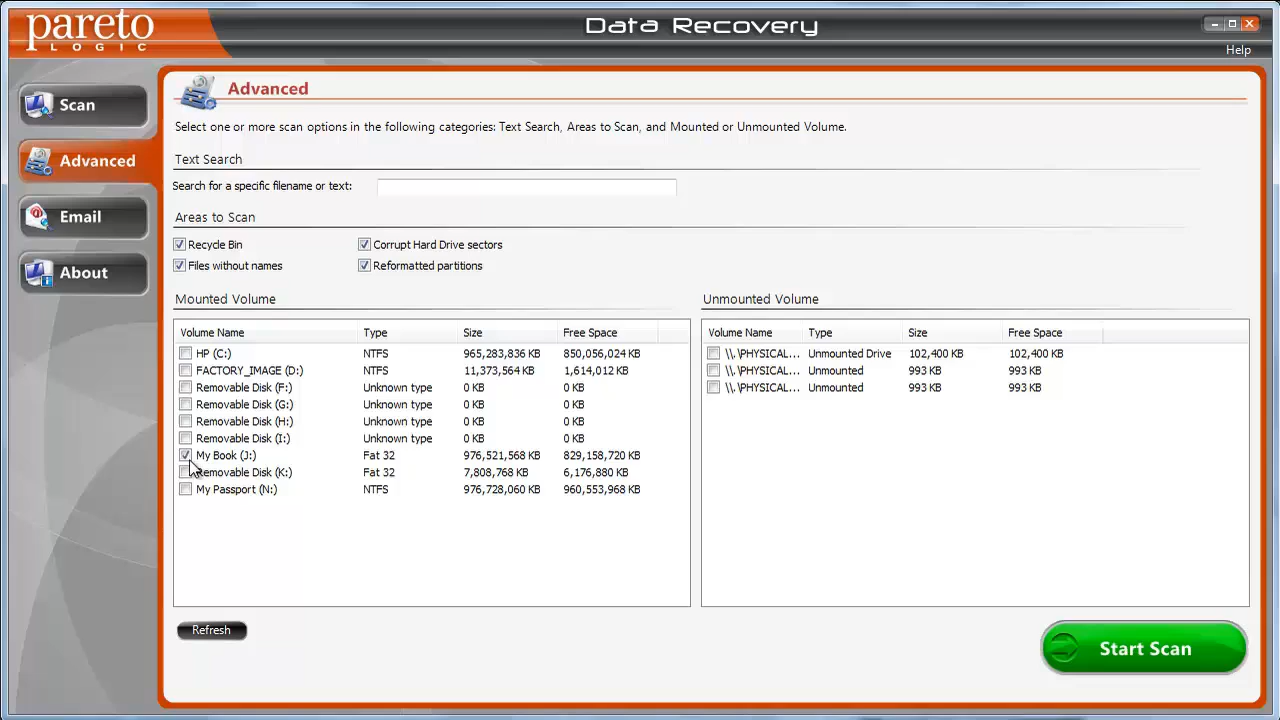 pareto
LOGIC
Data Recovery
Help
Scan
Advanced
Email
About
Advanced
Select one or more scan options in the following categories: Text Search, Areas to Scan, and Mounted or Unmounted Volume.
Text Search
Search for a specific filename or text:
Areas to Scan
Recycle Bin Corrupt Hard Drive sectors
Files without names Reformatted partitions
Mounted Volume
Volume Name Type Size Free Space
HP (C:) NTFS 965,283,836 KB 850,056,024 KB
FACTORY_IMAGE (D:) NTFS 11,373,564 KB 1,614,012 KB
Removable Disk (F:) Unknown type 0 KB 0 KB
Removable Disk (G:) Unknown type 0 KB 0 KB
Removable Disk (H:) Unknown type 0 KB 0 KB
Removable Disk (I:) Unknown type 0 KB 0 KB
My Book (J:) Fat 32 976,521,568 KB 829,158,720 KB
Removable Disk (K:) Fat 32 7,808,768 KB 6,176,880 KB
My Passport (N:) NTFS 976,728,060 KB 960,553,968 KB
Unmounted Volume
Volume Name Type Size Free Space
\\.\PHYSICAL... Unmounted Drive 102,400 KB 102,400 KB
\\.\PHYSICAL... Unmounted 993 KB 993 KB
\\.\PHYSICAL... Unmounted 993 KB 993 KB
Refresh
Start Scan